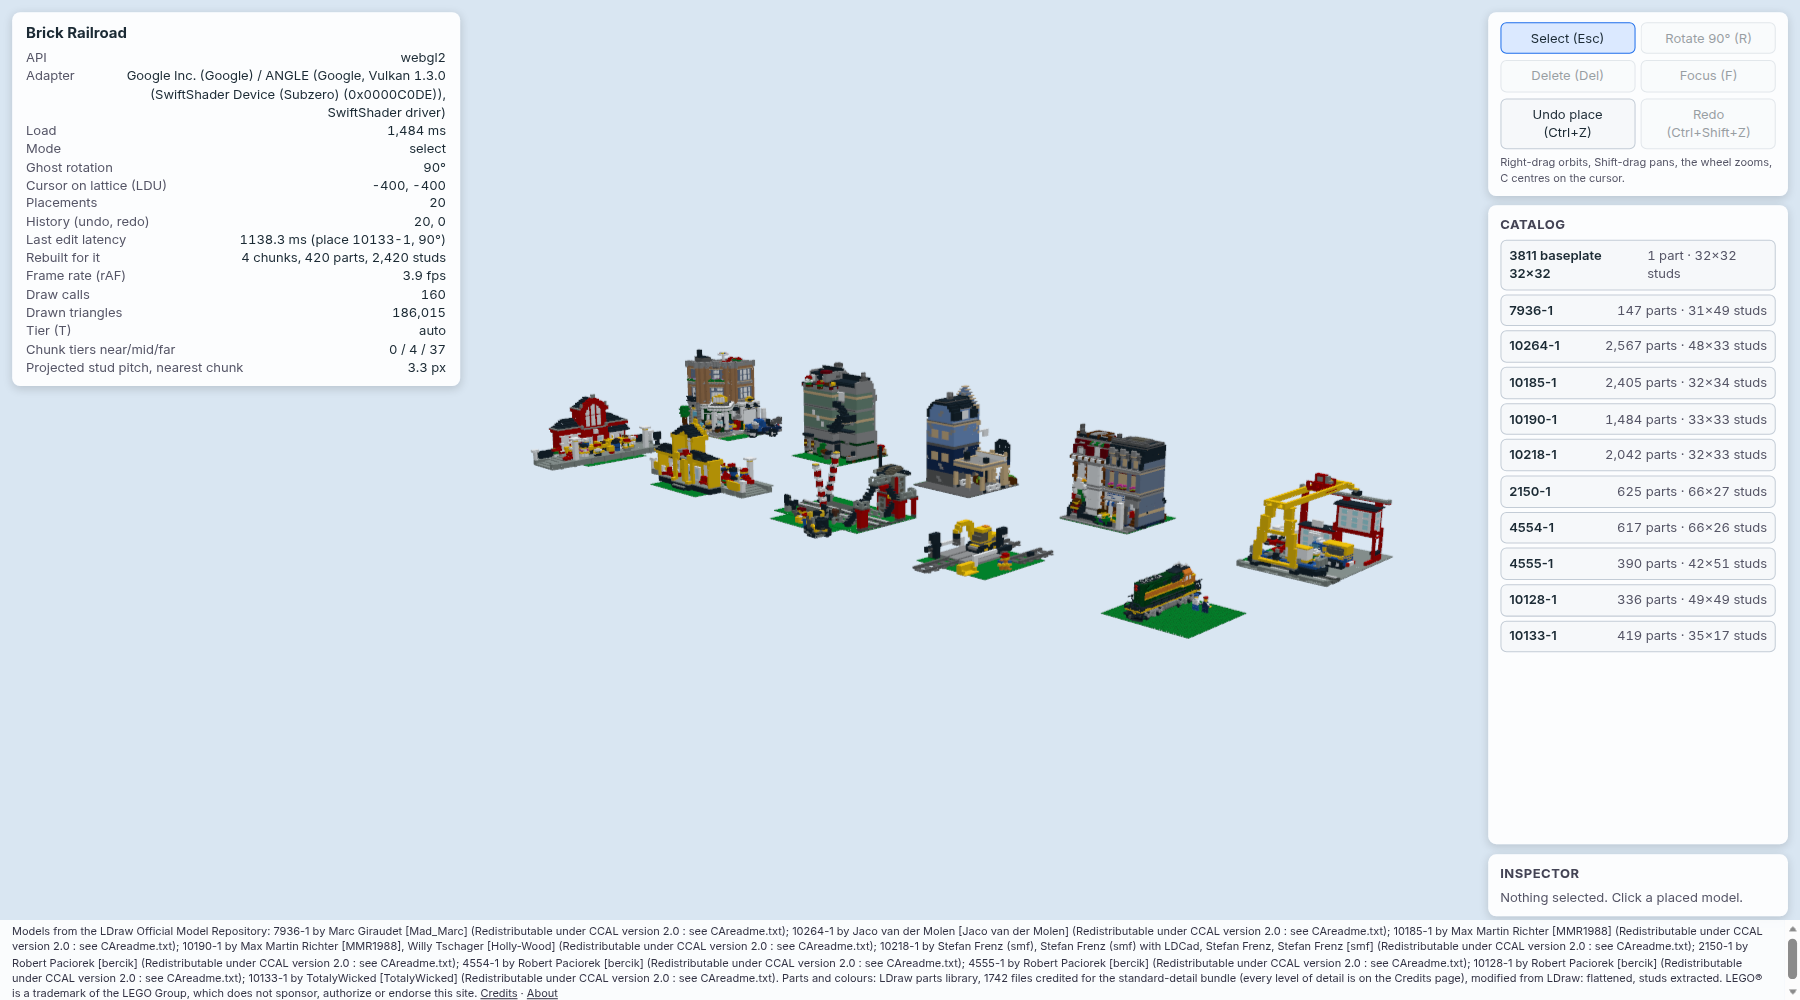 Brick Railroad
API webgl2
Adapter Google Inc. (Google) / ANGLE (Google, Vulkan 1.3.0
(SwiftShader Device (Subzero) (0x0000C0DE)),
SwiftShader driver)
Load 1,484 ms
Mode select
Ghost rotation 90°
Cursor on lattice (LDU) -400, -400
Placements 20
History (undo, redo) 20, 0
Last edit latency 1138.3 ms (place 10133-1, 90°)
Rebuilt for it 4 chunks, 420 parts, 2,420 studs
Frame rate (rAF) 3.9 fps
Draw calls 160
Drawn triangles 186,015
Tier (T) auto
Chunk tiers near/mid/far 0 / 4 / 37
Projected stud pitch, nearest chunk 3.3 px
Select (Esc) Rotate 90° (R)
Delete (Del) Focus (F)
Undo place
(Ctrl+Z)
Redo
(Ctrl+Shift+Z)
Right-drag orbits, Shift-drag pans, the wheel zooms,
C centres on the cursor.
CATALOG
3811 baseplate
32×32
1 part · 32×32
studs
7936-1 147 parts · 31×49 studs
10264-1 2,567 parts · 48×33 studs
10185-1 2,405 parts · 32×34 studs
10190-1 1,484 parts · 33×33 studs
10218-1 2,042 parts · 32×33 studs
2150-1 625 parts · 66×27 studs
4554-1 617 parts · 66×26 studs
4555-1 390 parts · 42×51 studs
10128-1 336 parts · 49×49 studs
10133-1 419 parts · 35×17 studs
INSPECTOR
Nothing selected. Click a placed model.
Models from the LDraw Official Model Repository: 7936-1 by Marc Giraudet [Mad_Marc] (Redistributable under CCAL version 2.0 : see CAreadme.txt); 10264-1 by Jaco van der Molen [Jaco van der Molen] (Redistributable under CCAL version 2.0 : see CAreadme.txt); 10185-1 by Max Martin Richter [MMR1988] (Redistributable under CCAL
version 2.0 : see CAreadme.txt); 10190-1 by Max Martin Richter [MMR1988], Willy Tschager [Holly-Wood] (Redistributable under CCAL version 2.0 : see CAreadme.txt); 10218-1 by Stefan Frenz (smf), Stefan Frenz (smf) with LDCad, Stefan Frenz, Stefan Frenz [smf] (Redistributable under CCAL version 2.0 : see CAreadme.txt); 2150-1 by
Robert Paciorek [bercik] (Redistributable under CCAL version 2.0 : see CAreadme.txt); 4554-1 by Robert Paciorek [bercik] (Redistributable under CCAL version 2.0 : see CAreadme.txt); 4555-1 by Robert Paciorek [bercik] (Redistributable under CCAL version 2.0 : see CAreadme.txt); 10128-1 by Robert Paciorek [bercik] (Redistributable
under CCAL version 2.0 : see CAreadme.txt); 10133-1 by TotalyWicked [TotalyWicked] (Redistributable under CCAL version 2.0 : see CAreadme.txt). Parts and colours: LDraw parts library, 1742 files credited for the standard-detail bundle (every level of detail is on the Credits page), modified from LDraw: flattened, studs extracted. LEGO®
is a trademark of the LEGO Group, which does not sponsor, authorize or endorse this site. Credits · About